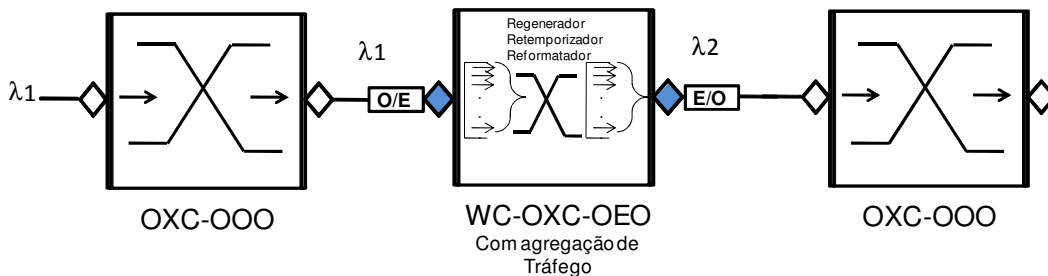 λ1
λ1
O/E
Regenerador
Retemporizador
Reformatador
λ2
E/O
OXC-OOO
WC-OXC-OEO
Com agregação de
Tráfego
OXC-OOO